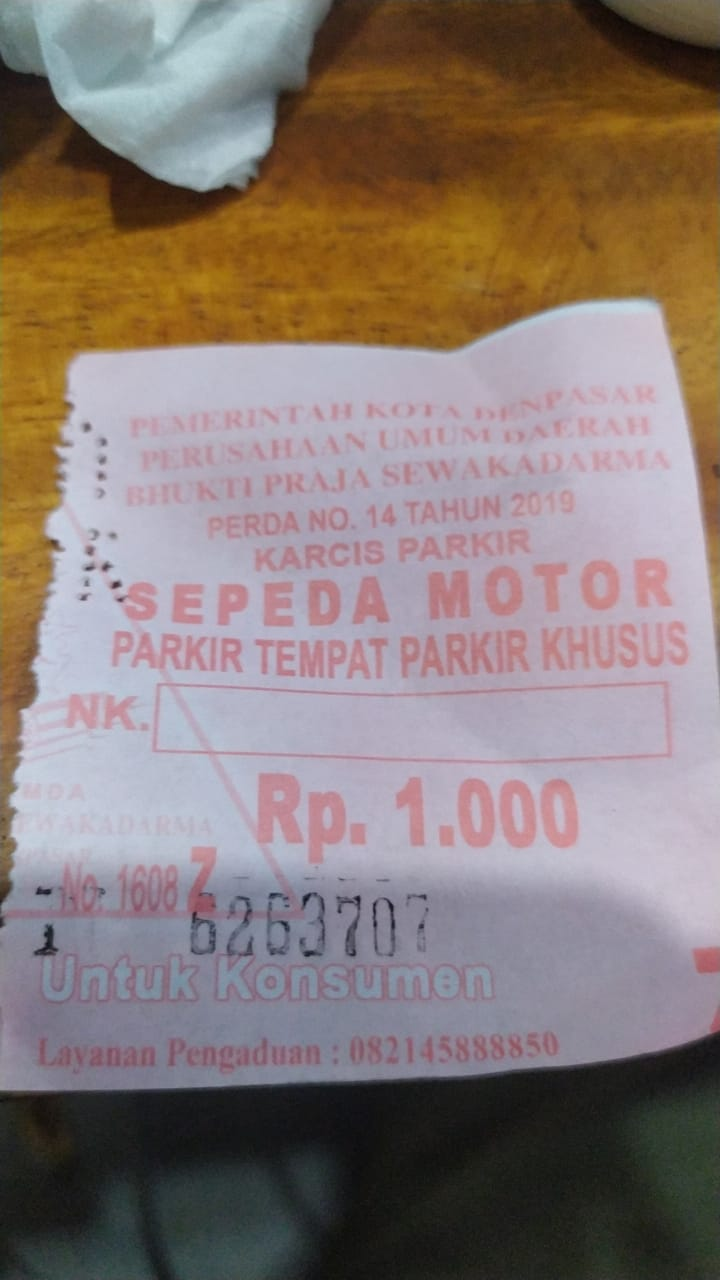 PEMERINTAH KOTA DENPASAR
PERUSAHAAN UMUM DAERAH
BHUKTI PRAJA SEWAKADARMA
PERDA NO. 14 TAHUN 2019
KARCIS PARKIR
SEPEDA MOTOR
PARKIR TEMPAT PARKIR KHUSUS
NK.
Rp. 1.000
No. 1608 Z
6263707
Untuk Konsumen
Layanan Pengaduan : 082145888850